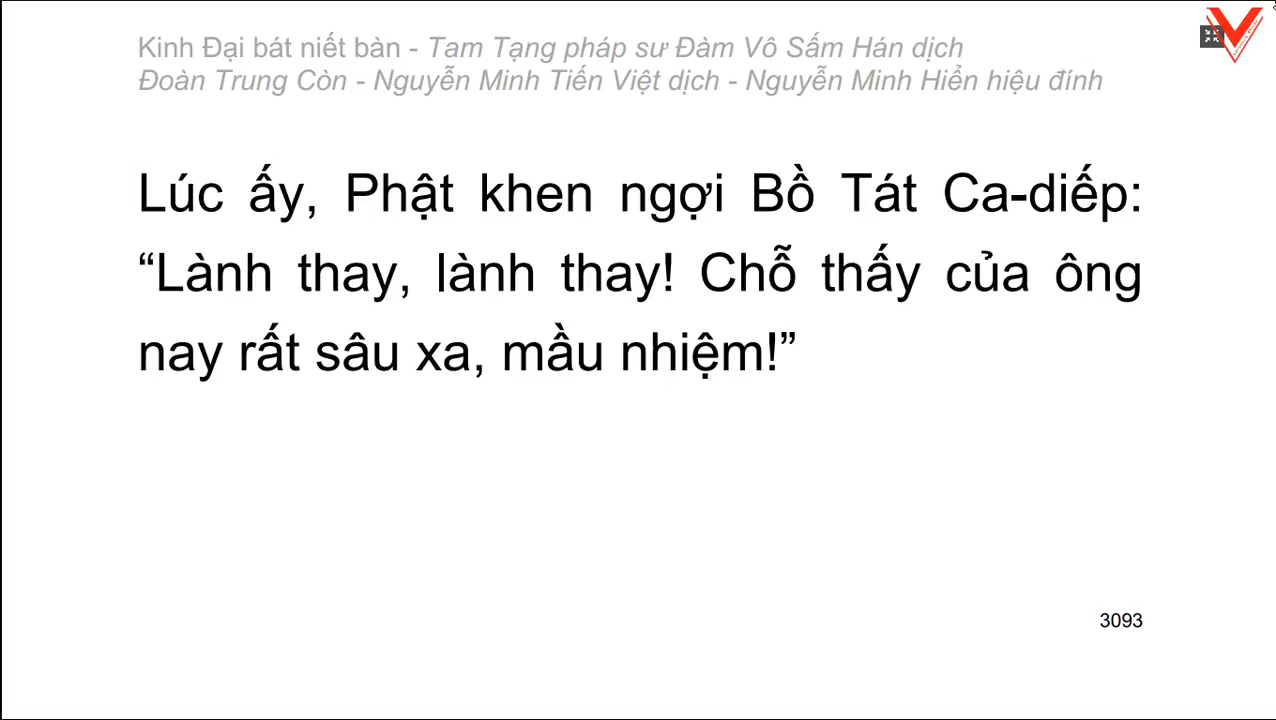 Kinh Đại bát niết bàn - Tam Tạng pháp sư Đàm Vô Sấm Hán dịch
Đoàn Trung Còn - Nguyễn Minh Tiến Việt dịch - Nguyễn Minh Hiển hiệu đính
Lúc ấy, Phật khen ngợi Bồ Tát Ca-diếp:
“Lành thay, lành thay! Chỗ thấy của ông
nay rất sâu xa, mầu nhiệm!”
3093